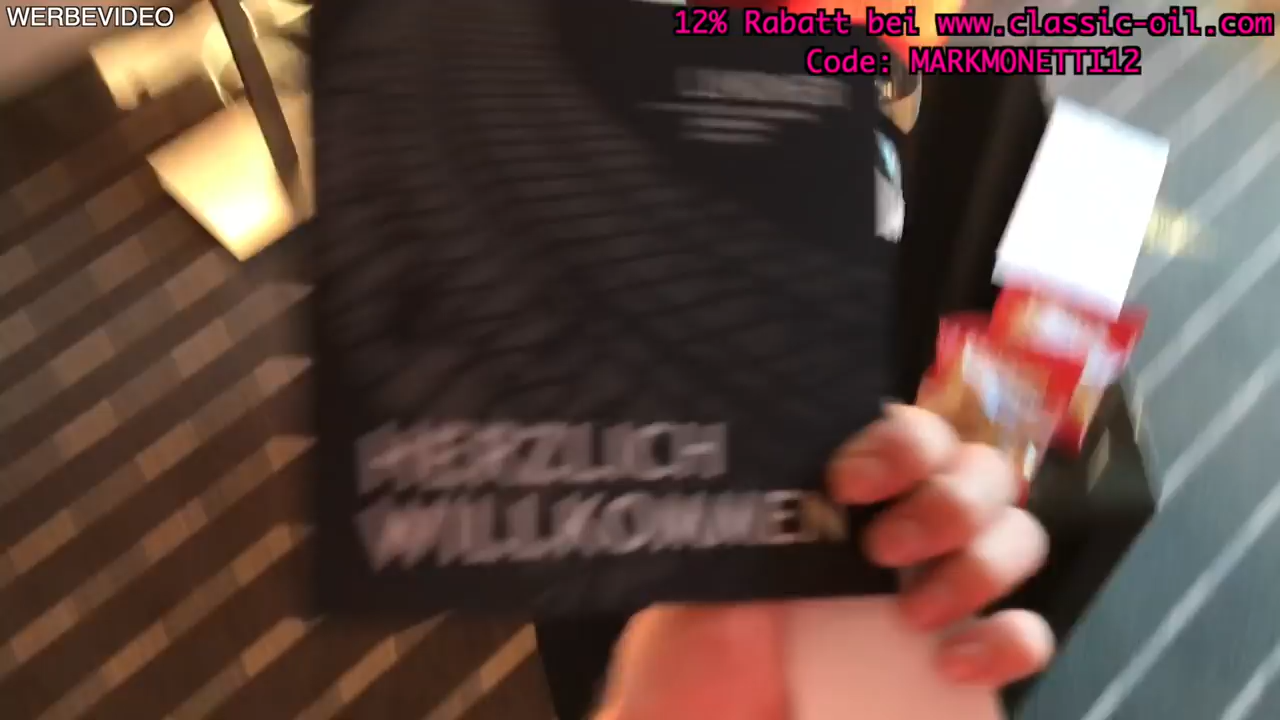 WERBEVIDEO
12% Rabatt bei www.classic-oil.com
Code: MARKMONETTI12
HERZLICH
WILLKOMMEN